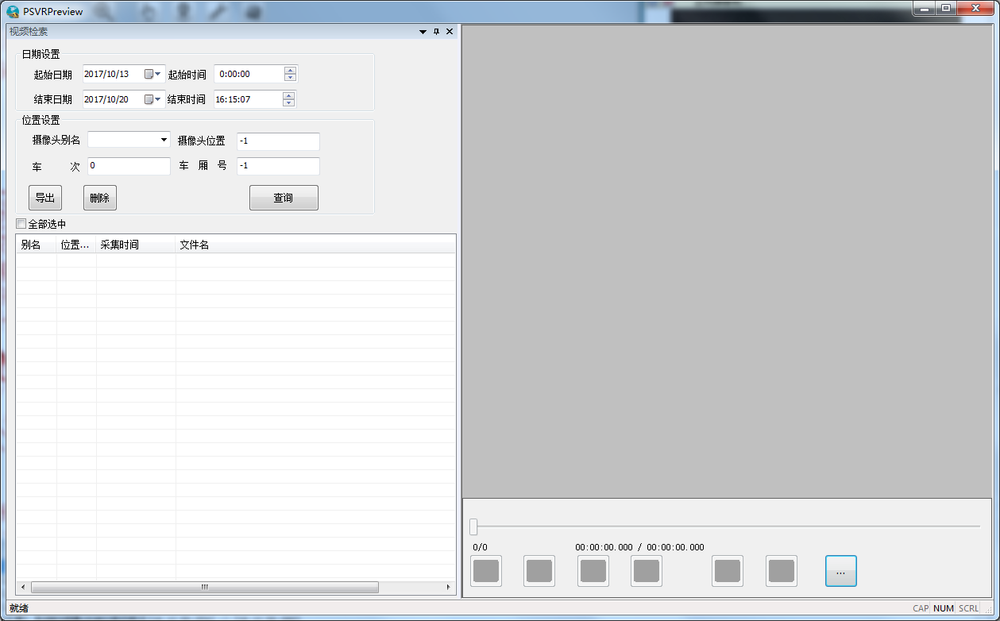 PSVRPreview
视频检索
日期设置
起始日期 2017/10/13 起始时间 0:00:00
结束日期 2017/10/20 结束时间 16:15:07
位置设置
摄像头别名 摄像头位置 -1
车 次 0 车 厢 号 -1
导出 删除 查询
全部选中
别名 位置... 采集时间 文件名
0/0 00:00:00.000 / 00:00:00.000
...
就绪 CAP NUM SCRL